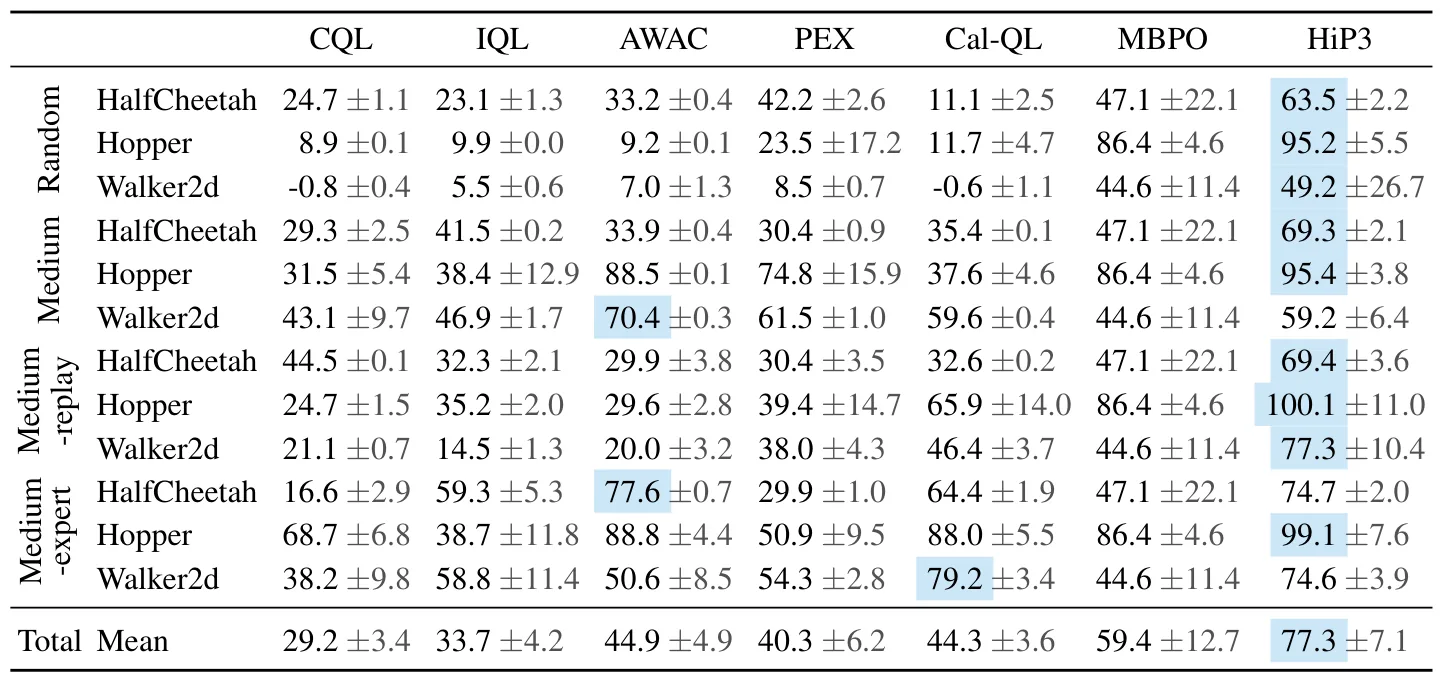 CQL IQL AWAC PEX Cal-QL MBPO HiP3
Random
HalfCheetah 24.7 ±1.1 23.1 ±1.3 33.2 ±0.4 42.2 ±2.6 11.1 ±2.5 47.1 ±22.1 63.5 ±2.2
Hopper 8.9 ±0.1 9.9 ±0.0 9.2 ±0.1 23.5 ±17.2 11.7 ±4.7 86.4 ±4.6 95.2 ±5.5
Walker2d -0.8 ±0.4 5.5 ±0.6 7.0 ±1.3 8.5 ±0.7 -0.6 ±1.1 44.6 ±11.4 49.2 ±26.7
Medium
HalfCheetah 29.3 ±2.5 41.5 ±0.2 33.9 ±0.4 30.4 ±0.9 35.4 ±0.1 47.1 ±22.1 69.3 ±2.1
Hopper 31.5 ±5.4 38.4 ±12.9 88.5 ±0.1 74.8 ±15.9 37.6 ±4.6 86.4 ±4.6 95.4 ±3.8
Walker2d 43.1 ±9.7 46.9 ±1.7 70.4 ±0.3 61.5 ±1.0 59.6 ±0.4 44.6 ±11.4 59.2 ±6.4
Medium
-replay
HalfCheetah 44.5 ±0.1 32.3 ±2.1 29.9 ±3.8 30.4 ±3.5 32.6 ±0.2 47.1 ±22.1 69.4 ±3.6
Hopper 24.7 ±1.5 35.2 ±2.0 29.6 ±2.8 39.4 ±14.7 65.9 ±14.0 86.4 ±4.6 100.1 ±11.0
Walker2d 21.1 ±0.7 14.5 ±1.3 20.0 ±3.2 38.0 ±4.3 46.4 ±3.7 44.6 ±11.4 77.3 ±10.4
Medium
-expert
HalfCheetah 16.6 ±2.9 59.3 ±5.3 77.6 ±0.7 29.9 ±1.0 64.4 ±1.9 47.1 ±22.1 74.7 ±2.0
Hopper 68.7 ±6.8 38.7 ±11.8 88.8 ±4.4 50.9 ±9.5 88.0 ±5.5 86.4 ±4.6 99.1 ±7.6
Walker2d 38.2 ±9.8 58.8 ±11.4 50.6 ±8.5 54.3 ±2.8 79.2 ±3.4 44.6 ±11.4 74.6 ±3.9
Total Mean 29.2 ±3.4 33.7 ±4.2 44.9 ±4.9 40.3 ±6.2 44.3 ±3.6 59.4 ±12.7 77.3 ±7.1